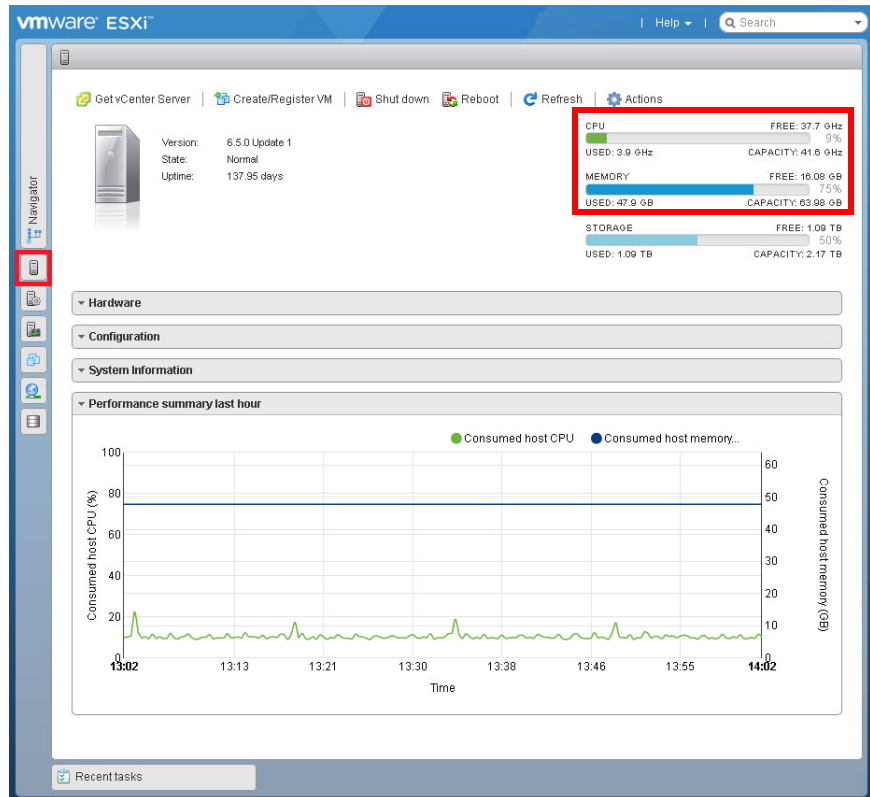 vmware® ESXi™
Help
Search
Navigator
Get vCenter Server
Create/Register VM
Shut down
Reboot
Refresh
Actions
Version: 6.5.0 Update 1
State: Normal
Uptime: 137.95 days
CPU FREE: 37.7 GHz
9%
USED: 3.9 GHz CAPACITY: 41.6 GHz
MEMORY FREE: 16.08 GB
75%
USED: 47.9 GB CAPACITY: 63.98 GB
STORAGE FREE: 1.09 TB
50%
USED: 1.09 TB CAPACITY: 2.17 TB
Hardware
Configuration
System Information
Performance summary last hour
Consumed host CPU Consumed host memory...
Consumed host CPU (%)
100
80
60
40
20
0
60
50
40
30
20
10
0
Consumed host memory (GB)
13:02 13:13 13:21 13:30 13:38 13:46 13:55 14:02
Time
Recent tasks